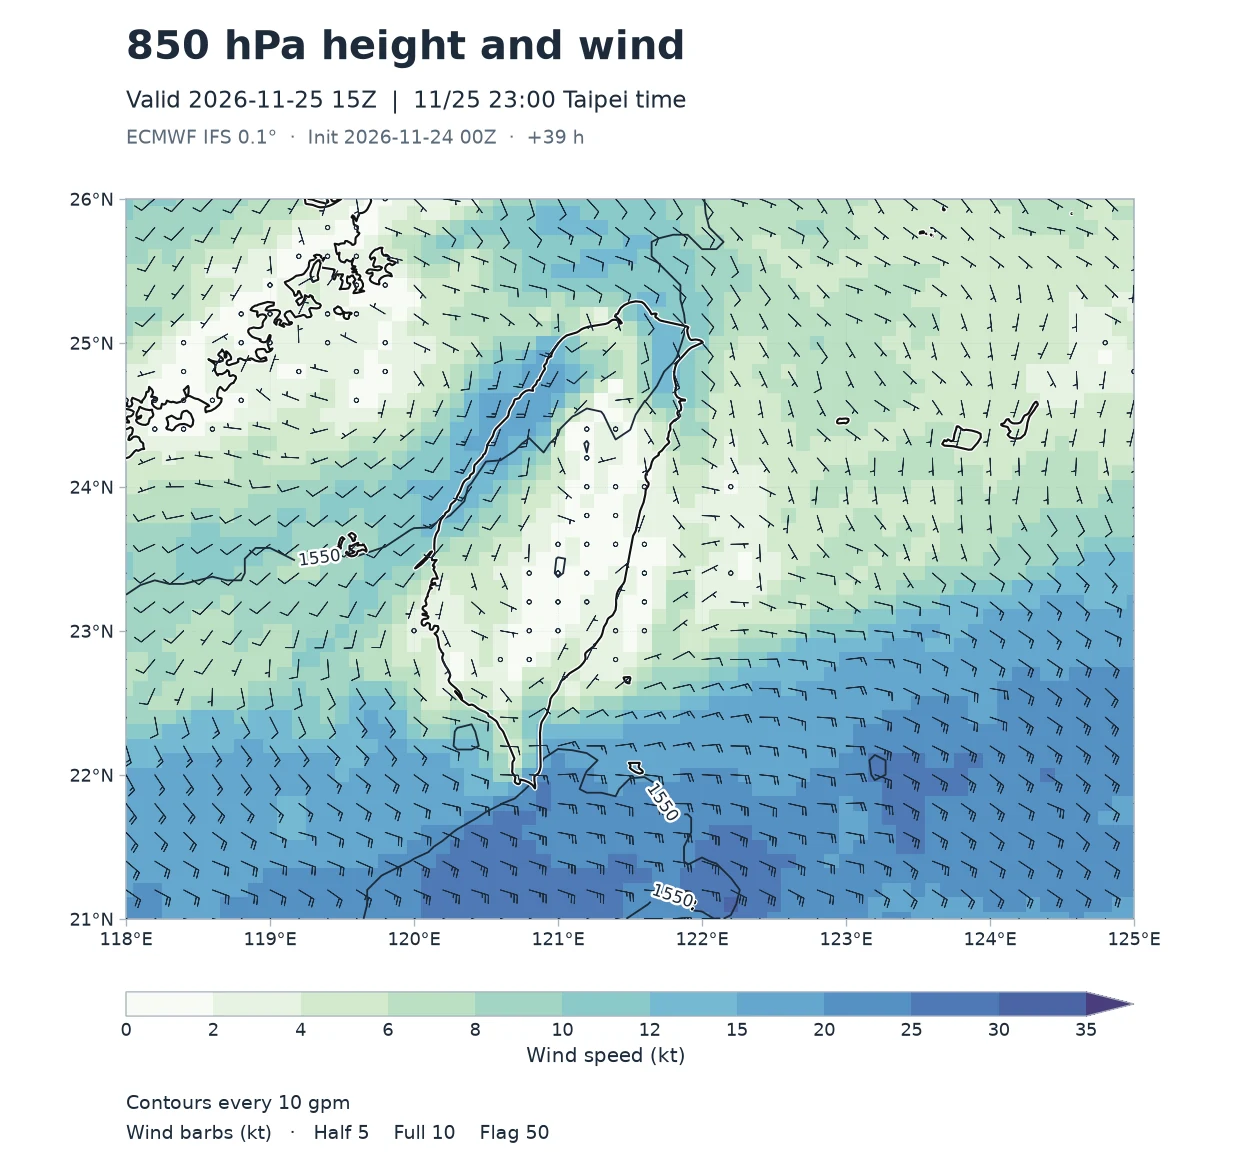 850 hPa height and wind
Valid 2026-11-25 15Z | 11/25 23:00 Taipei time
ECMWF IFS 0.1° · Init 2026-11-24 00Z · +39 h
26°N
25°N
24°N
1550
23°N
22°N
1550
1550
21°N
118°E 119°E 120°E 121°E 122°E 123°E 124°E 125°E
0 2 4 6 8 10 12 15 20 25 30 35
Wind speed (kt)
Contours every 10 gpm
Wind barbs (kt) · Half 5 Full 10 Flag 50